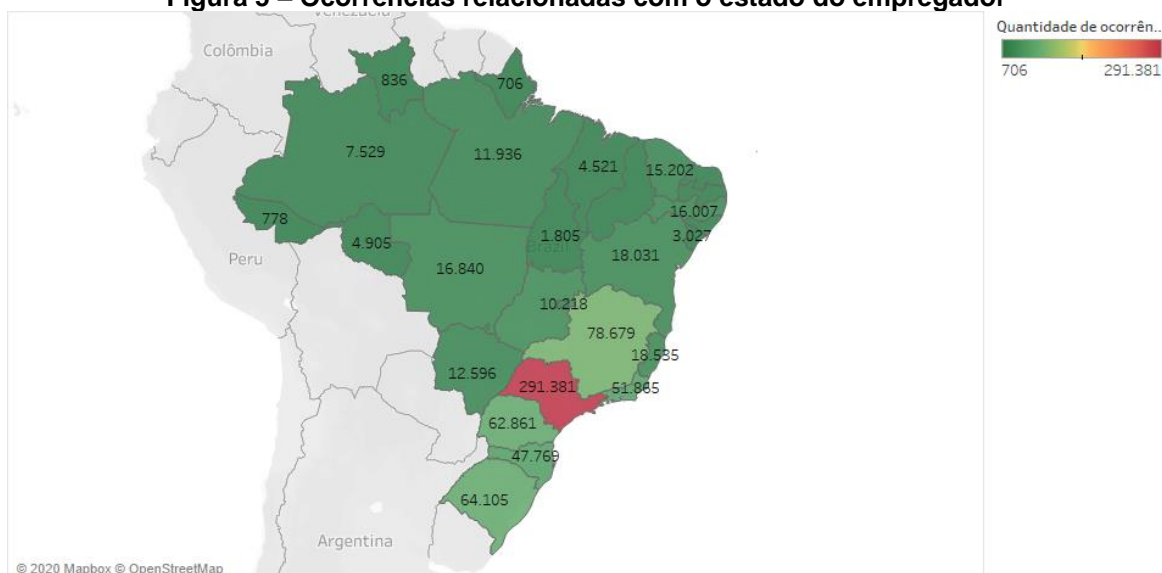 Figura 5 – Ocorrências relacionadas com o estado do empregador
Quantidade de ocorrên..
706 291.381
Venezuela
Colômbia
836
706
7.529
11.936
4.521
15.202
16.007
778
1.805
3.027
4.905
Brazil
18.031
Peru
16.840
10.218
78.679
18.535
12.596
291.381
51.865
62.861
47.769
64.105
Argentina
© 2020 Mapbox © OpenStreetMap